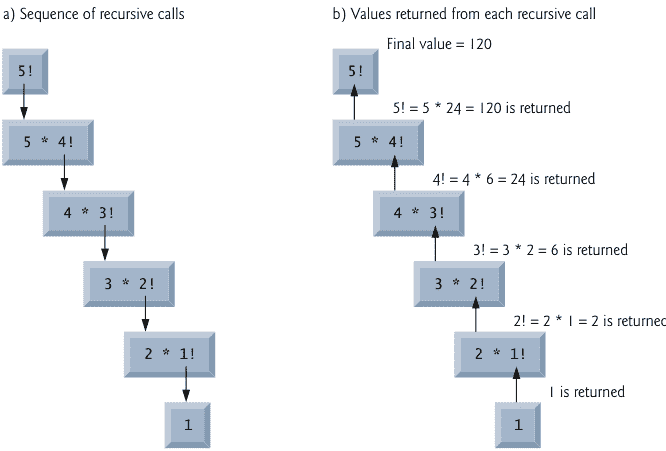 a) Sequence of recursive calls
5!
5 * 4!
4 * 3!
3 * 2!
2 * 1!
1
b) Values returned from each recursive call
Final value = 120
5!
5! = 5 * 24 = 120 is returned
5 * 4!
4! = 4 * 6 = 24 is returned
4 * 3!
3! = 3 * 2 = 6 is returned
3 * 2!
2! = 2 * 1 = 2 is returned
2 * 1!
1 is returned
1